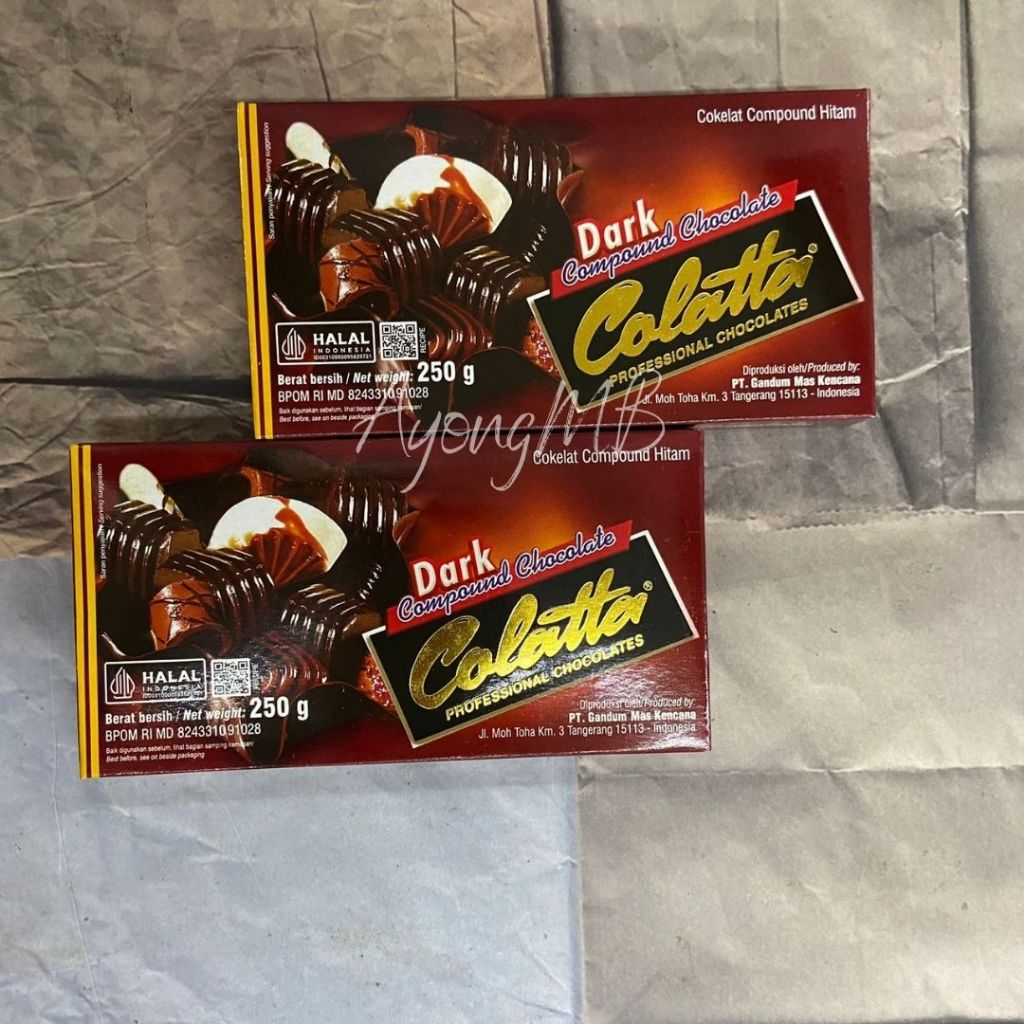 Cokelat Compound Hitam
Saran penyajian/Serving suggestion
Dark
Compound Chocolate
Colatta®
PROFESSIONAL CHOCOLATES
HALAL
INDONESIA
RECIPE
Berat bersih / Net weight: 250 g
BPOM RI MD 824331091028
Baik digunakan sebelum, lihat bagian samping kemasan/
Best before, see on beside packaging
Diproduksi oleh/Produced by:
PT. Gandum Mas Kencana
Jl. Moh Toha Km. 3 Tangerang 15113 - Indonesia
AyongMB
Cokelat Compound Hitam
Saran penyajian/Serving suggestion
Dark
Compound Chocolate
Colatta®
PROFESSIONAL CHOCOLATES
HALAL
INDONESIA
RECIPE
Berat bersih / Net weight: 250 g
BPOM RI MD 824331091028
Baik digunakan sebelum, lihat bagian samping kemasan/
Best before, see on beside packaging
Diproduksi oleh/Produced by:
PT. Gandum Mas Kencana
Jl. Moh Toha Km. 3 Tangerang 15113 - Indonesia